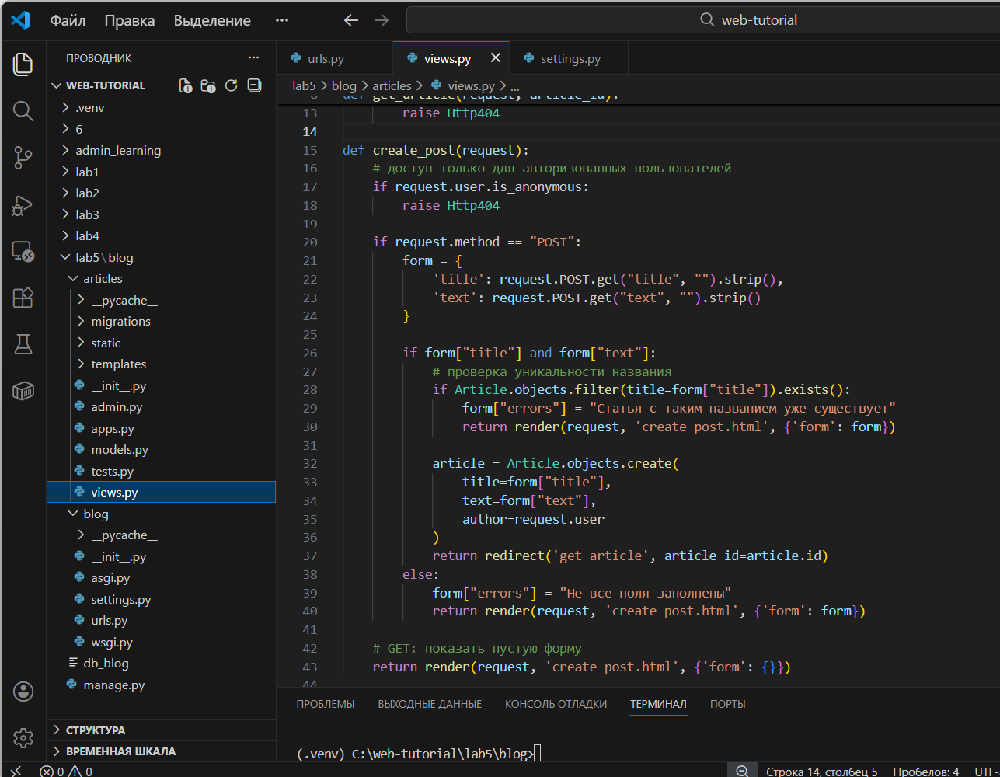 Файл Правка Выделение ··· web-tutorial
ПРОВОДНИК ···
WEB-TUTORIAL
.venv
6
admin_learning
lab1
lab2
lab3
lab4
lab5\blog
articles
__pycache__
migrations
static
templates
__init__.py
admin.py
apps.py
models.py
tests.py
views.py
blog
__pycache__
__init__.py
asgi.py
settings.py
urls.py
wsgi.py
db_blog
manage.py
СТРУКТУРА
ВРЕМЕННАЯ ШКАЛА
urls.py views.py settings.py
lab5 > blog > articles > views.py > ...
8 def get_article(request, article_id):
13 raise Http404
14
15 def create_post(request):
16 # доступ только для авторизованных пользователей
17 if request.user.is_anonymous:
18 raise Http404
19
20 if request.method == "POST":
21 form = {
22 'title': request.POST.get("title", "").strip(),
23 'text': request.POST.get("text", "").strip()
24 }
25
26 if form["title"] and form["text"]:
27 # проверка уникальности названия
28 if Article.objects.filter(title=form["title"]).exists():
29 form["errors"] = "Статья с таким названием уже существует"
30 return render(request, 'create_post.html', {'form': form})
31
32 article = Article.objects.create(
33 title=form["title"],
34 text=form["text"],
35 author=request.user
36 )
37 return redirect('get_article', article_id=article.id)
38 else:
39 form["errors"] = "Не все поля заполнены"
40 return render(request, 'create_post.html', {'form': form})
41
42 # GET: показать пустую форму
43 return render(request, 'create_post.html', {'form': {}})
44
ПРОБЛЕМЫ ВЫХОДНЫЕ ДАННЫЕ КОНСОЛЬ ОТЛАДКИ ТЕРМИНАЛ ПОРТЫ
(.venv) C:\web-tutorial\lab5\blog>
0 0 Строка 14, столбец 5 Пробелов: 4 UTF-